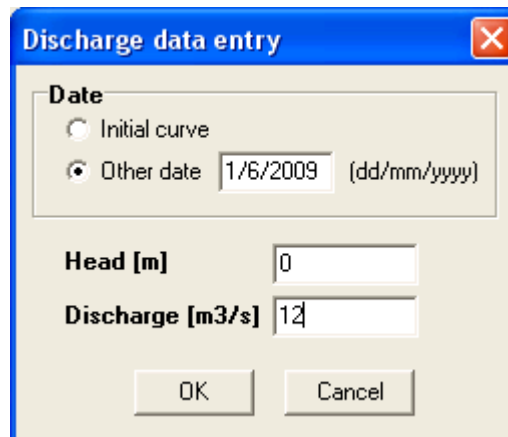 Discharge data entry
Date
Initial curve
Other date 1/6/2009 (dd/mm/yyyy)
Head [m] 0
Discharge [m3/s] 12
OK Cancel